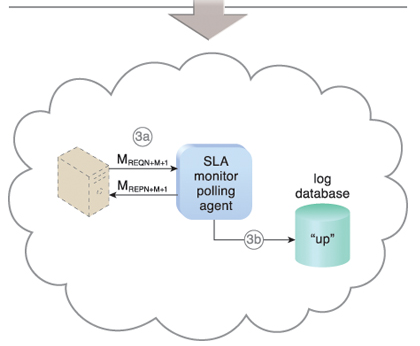 3a
MREQN+M+1
MREPN+M+1
SLA
monitor
polling
agent
log
database
3b
“up”